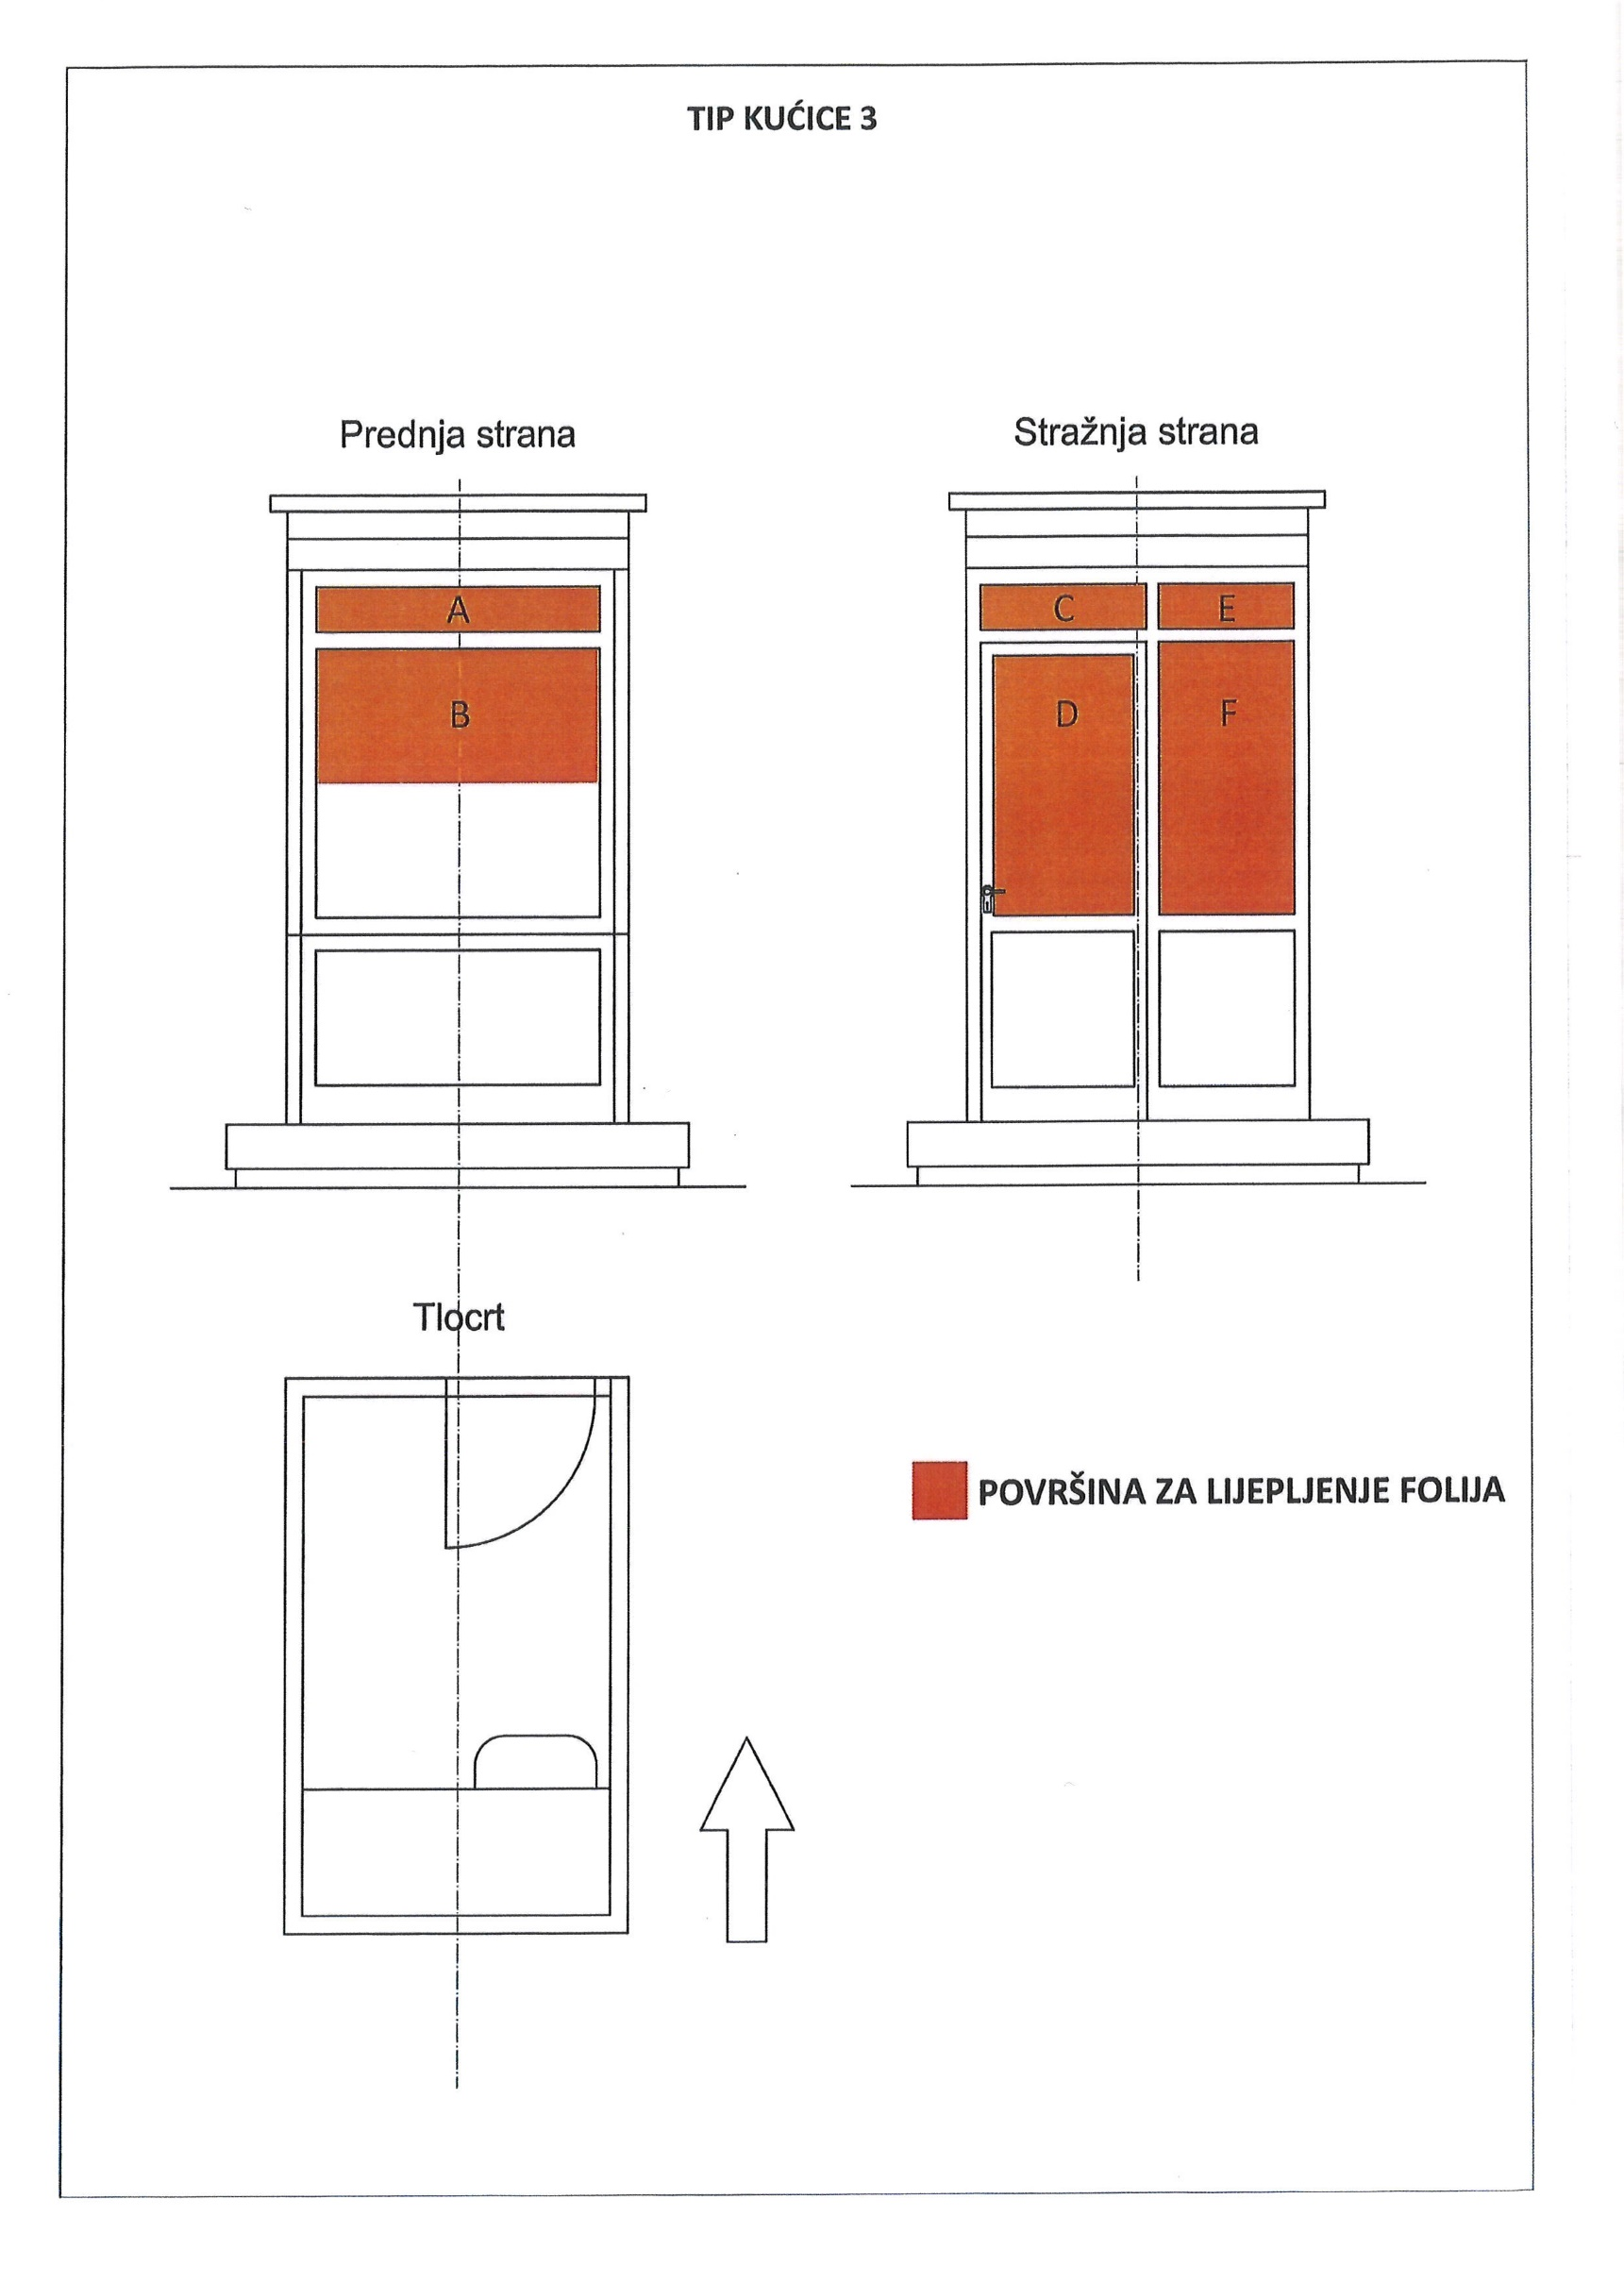 TIP KUĆICE 3
Prednja strana
Stražnja strana
A
B
C
E
D
F
Tlocrt
POVRŠINA ZA LIJEPLJENJE FOLIJA